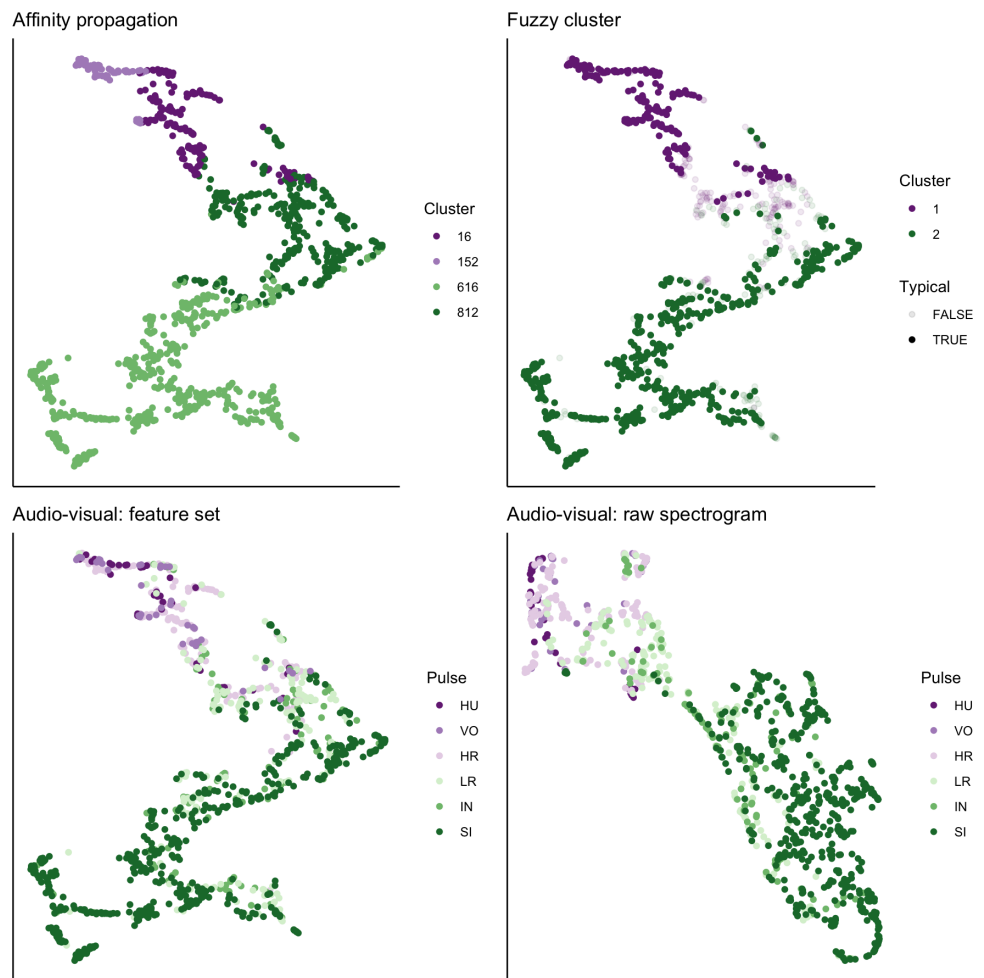 Affinity propagation
Cluster
16
152
616
812
Fuzzy cluster
Cluster
1
2
Typical
FALSE
TRUE
Audio-visual: feature set
Pulse
HU
VO
HR
LR
IN
SI
Audio-visual: raw spectrogram
Pulse
HU
VO
HR
LR
IN
SI